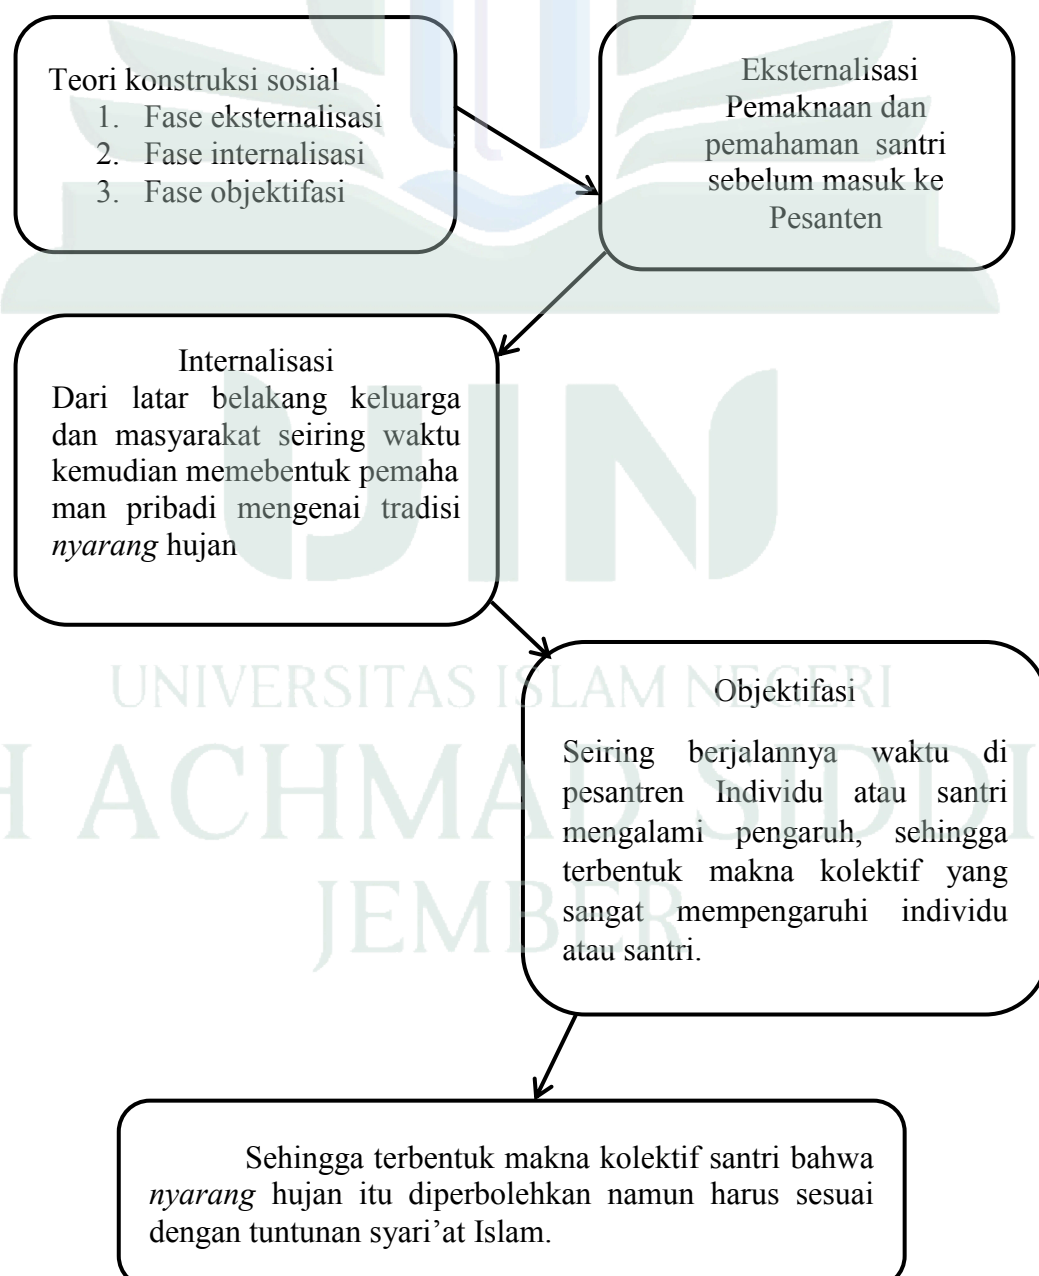 Teori konstruksi sosial
1. Fase eksternalisasi
2. Fase internalisasi
3. Fase objektifasi
Eksternalisasi
Pemaknaan dan
pemahaman santri
sebelum masuk ke
Pesanten
Internalisasi
Dari latar belakang keluarga
dan masyarakat seiring waktu
kemudian memebentuk pemaha
man pribadi mengenai tradisi
nyarang hujan
Objektifasi
Seiring berjalannya waktu di
pesantren Individu atau santri
mengalami pengaruh, sehingga
terbentuk makna kolektif yang
sangat mempengaruhi individu
atau santri.
Sehingga terbentuk makna kolektif santri bahwa
nyarang hujan itu diperbolehkan namun harus sesuai
dengan tuntunan syari’at Islam.
UIN
UNIVERSITAS ISLAM NEGERI
H ACHMAD SIDDI
JEMBER